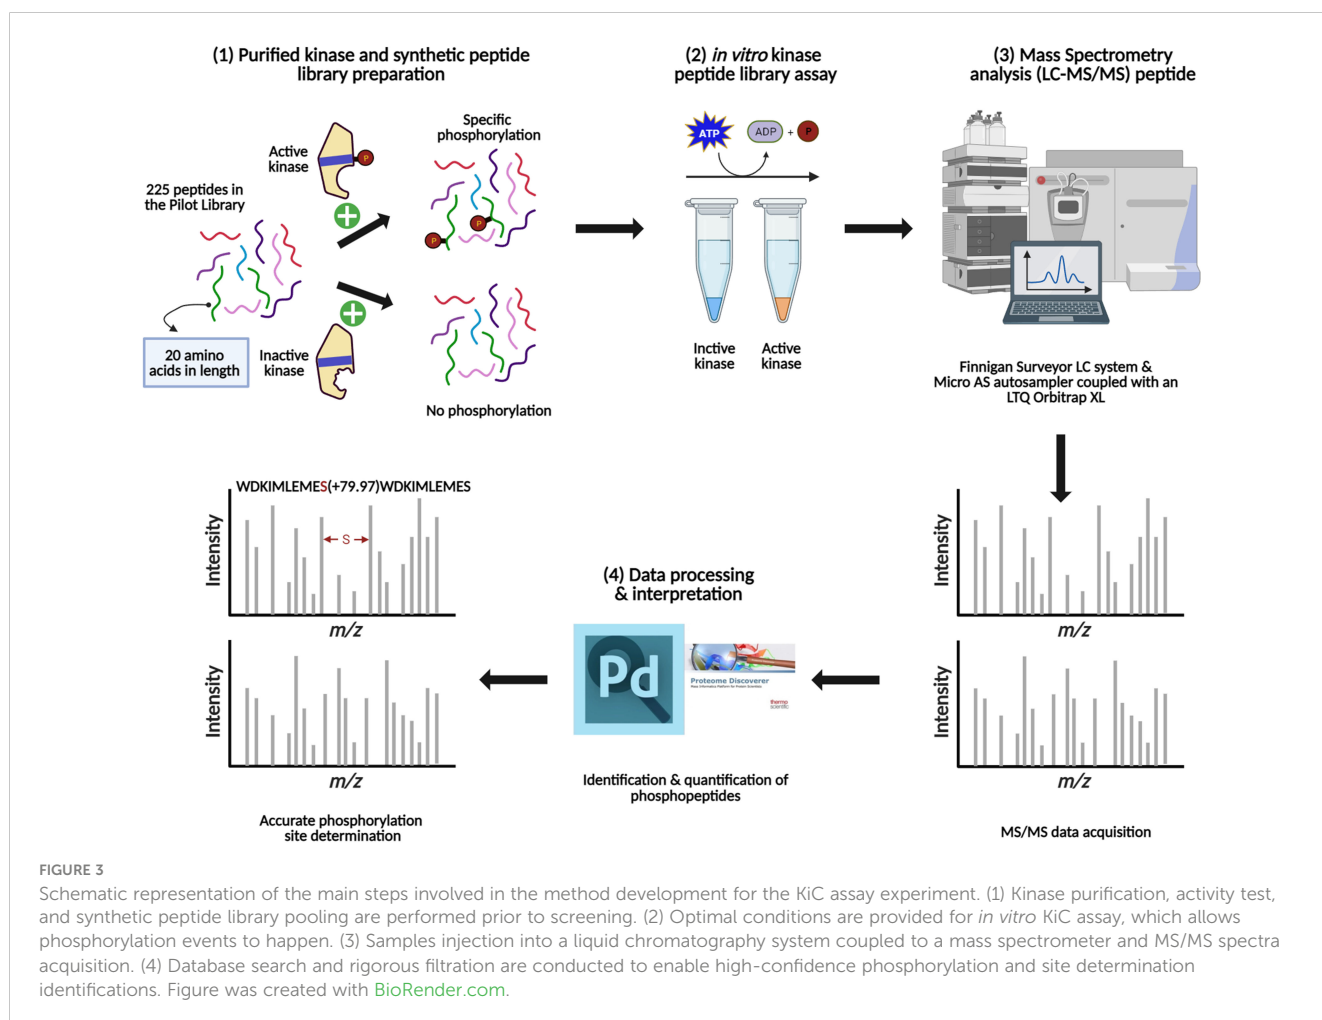 (1) Purified kinase and synthetic peptide
library preparation
(2) in vitro kinase
peptide library assay
(3) Mass Spectrometry
analysis (LC-MS/MS) peptide
Active
kinase
P
Specific
phosphorylation
225 peptides in
the Pilot Library
P
P
20 amino
acids in length
Inactive
kinase
No phosphorylation
ATP
ADP + P
Inctive
kinase
Active
kinase
Finnigan Surveyor LC system &
Micro AS autosampler coupled with an
LTQ Orbitrap XL
WDKIMLEMES(+79.97)WDKIMLEMES
Intensity
S
m/z
Intensity
m/z
Accurate phosphorylation
site determination
(4) Data processing
& interpretation
Pd
Proteome Discoverer
thermo
scientific
Identification & quantification of
phosphopeptides
Intensity
m/z
Intensity
m/z
MS/MS data acquisition
FIGURE 3
Schematic representation of the main steps involved in the method development for the KiC assay experiment. (1) Kinase purification, activity test,
and synthetic peptide library pooling are performed prior to screening. (2) Optimal conditions are provided for in vitro KiC assay, which allows
phosphorylation events to happen. (3) Samples injection into a liquid chromatography system coupled to a mass spectrometer and MS/MS spectra
acquisition. (4) Database search and rigorous filtration are conducted to enable high-confidence phosphorylation and site determination
identifications. Figure was created with BioRender.com.